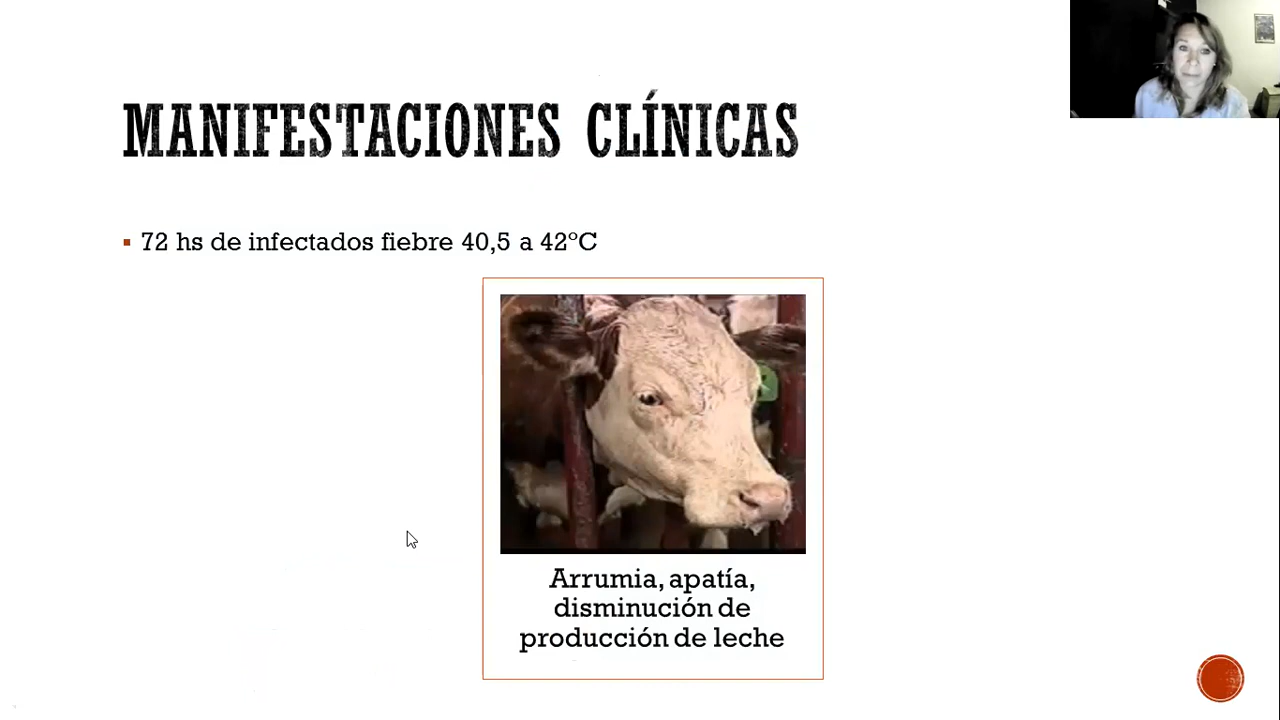 MANIFESTACIONES CLÍNICAS
72 hs de infectados fiebre 40,5 a 42°C
Arrumia, apatía,
disminución de
producción de leche